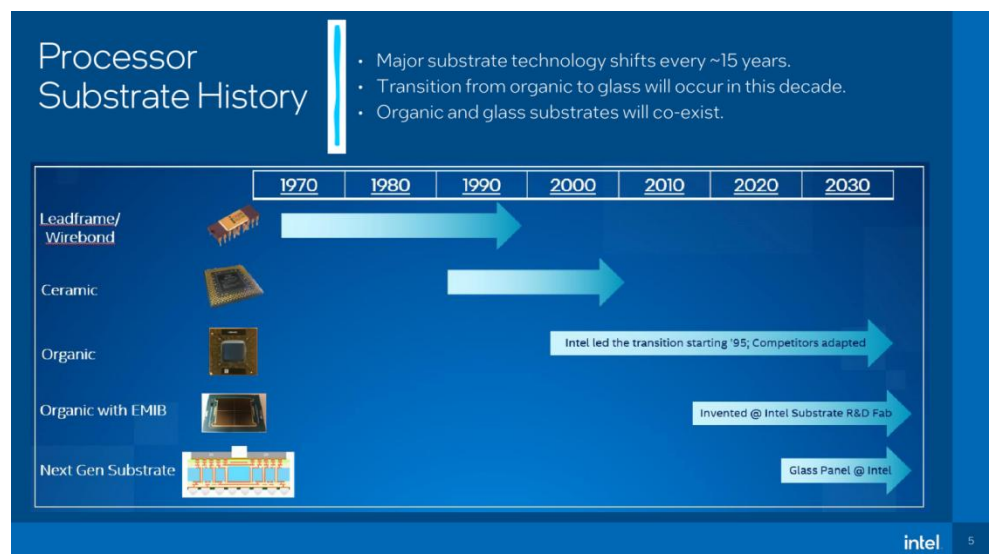 Processor
Substrate History
• Major substrate technology shifts every ~15 years.
• Transition from organic to glass will occur in this decade.
• Organic and glass substrates will co-exist.
1970 1980 1990 2000 2010 2020 2030
Leadframe/
Wirebond
Ceramic
Organic
Intel led the transition starting '95; Competitors adapted
Organic with EMIB
Invented @ Intel Substrate R&D Fab
Next Gen Substrate
Glass Panel @ Intel
intel 5